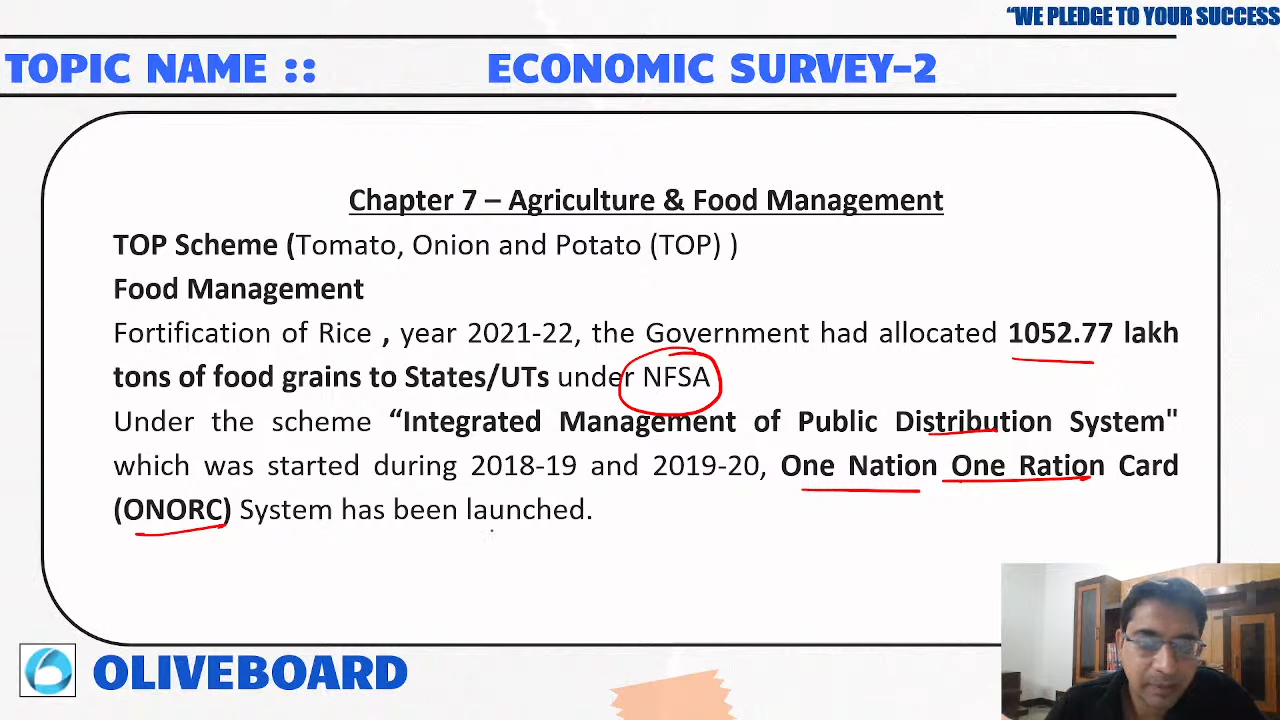 “WE PLEDGE TO YOUR SUCCESS
TOPIC NAME :: ECONOMIC SURVEY-2
Chapter 7 – Agriculture & Food Management
TOP Scheme (Tomato, Onion and Potato (TOP) )
Food Management
Fortification of Rice , year 2021-22, the Government had allocated 1052.77 lakh
tons of food grains to States/UTs under NFSA
Under the scheme “Integrated Management of Public Distribution System"
which was started during 2018-19 and 2019-20, One Nation One Ration Card
(ONORC) System has been launched.
OLIVEBOARD